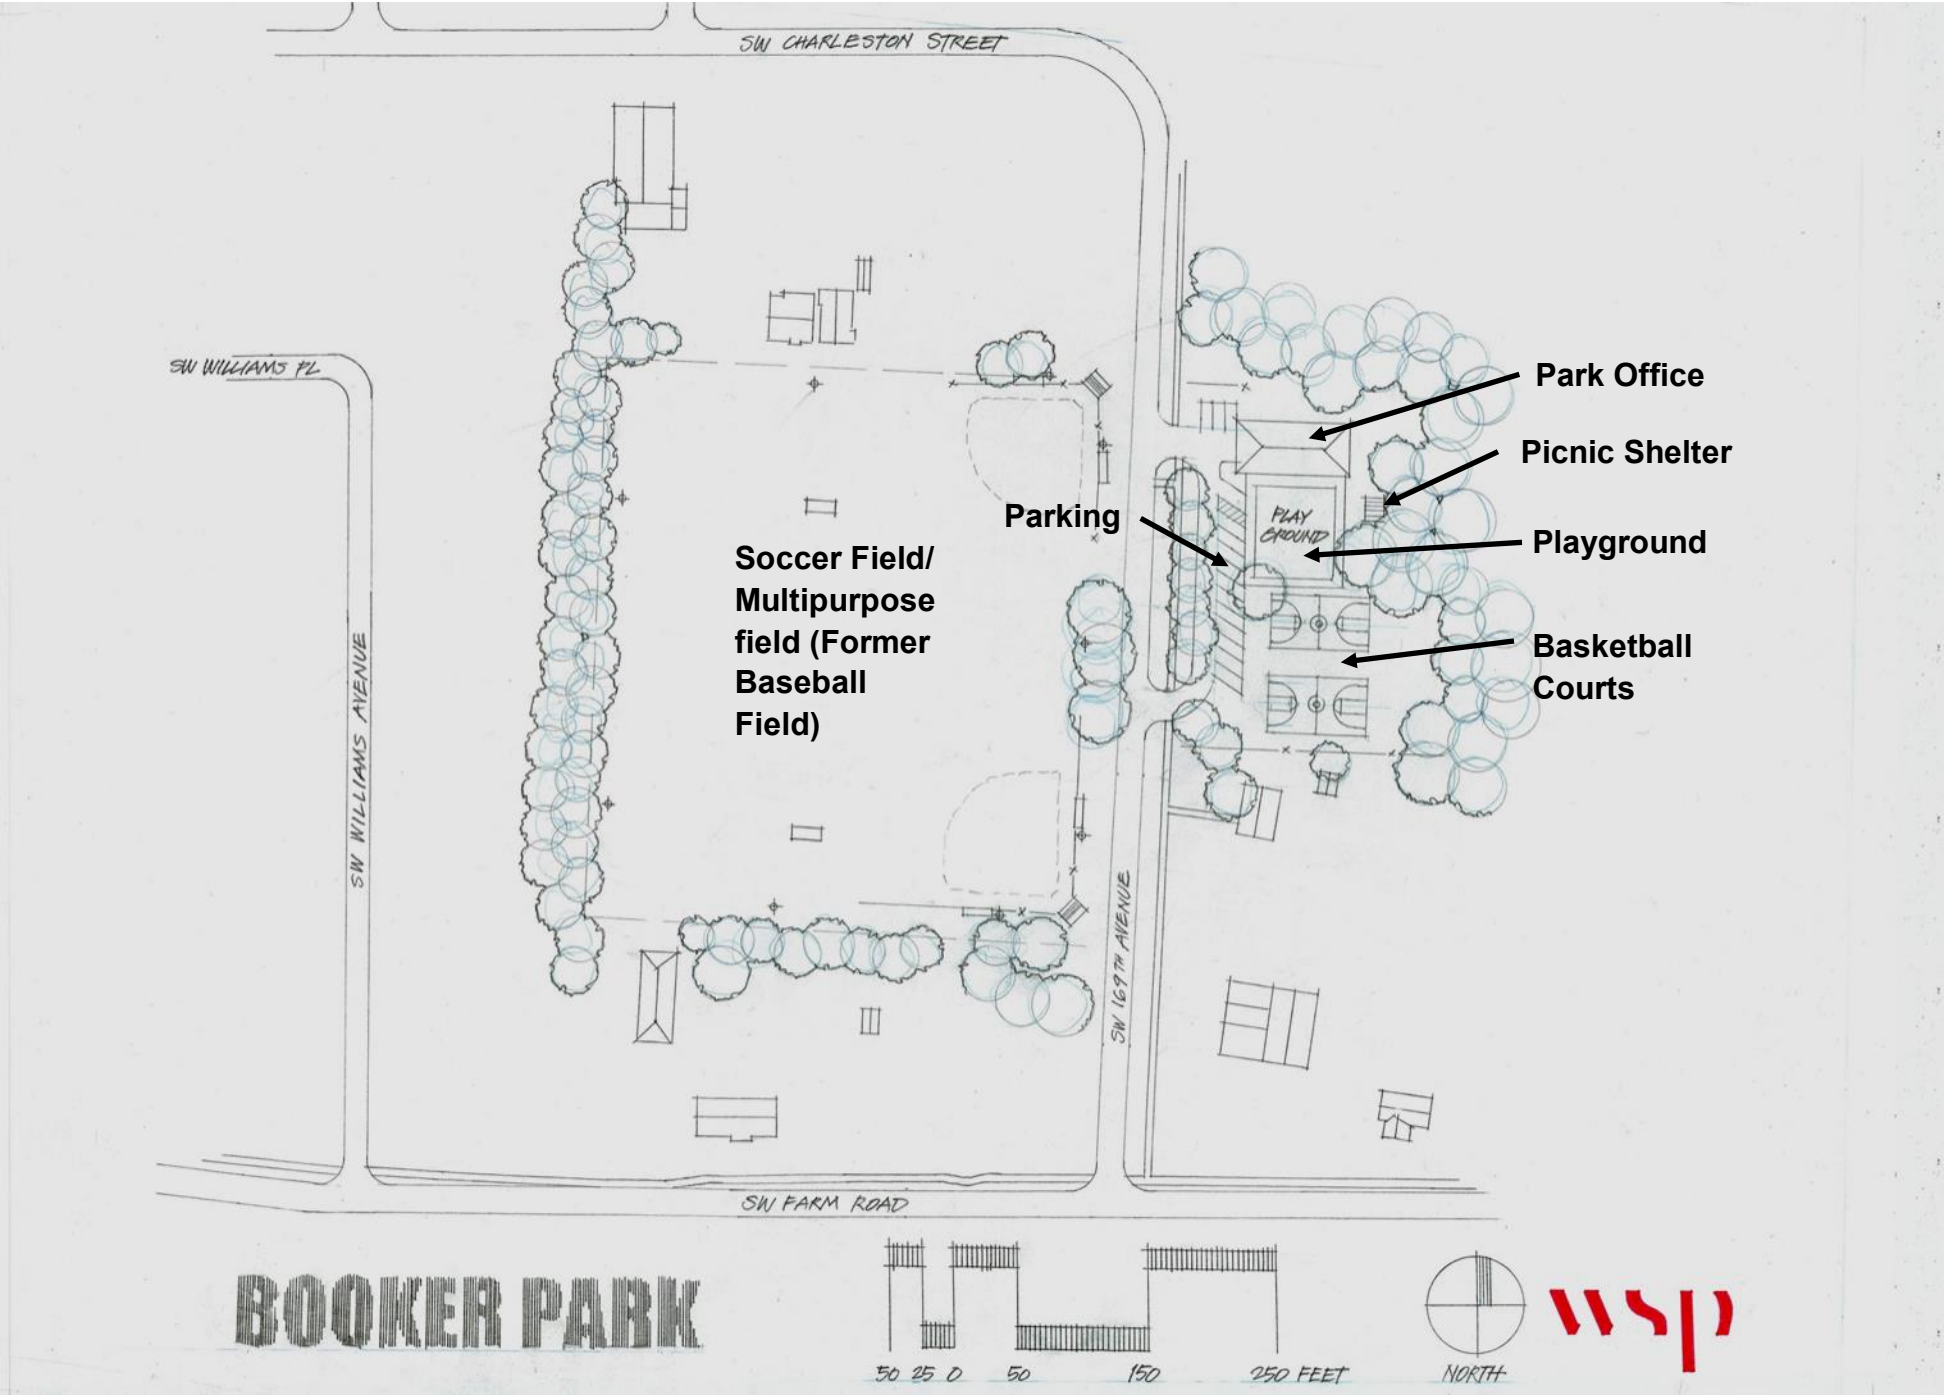 SW CHARLESTON STREET
SW WILLIAMS PL
Park Office
Picnic Shelter
Parking
PLAY
GROUND
Playground
Soccer Field/
Multipurpose
field (Former
Baseball
Field)
Basketball
Courts
SW WILLIAMS AVENUE
SW 169TH AVENUE
SW FARM ROAD
BOOKER PARK
50 25 0 50 150 250 FEET
NORTH
wsp